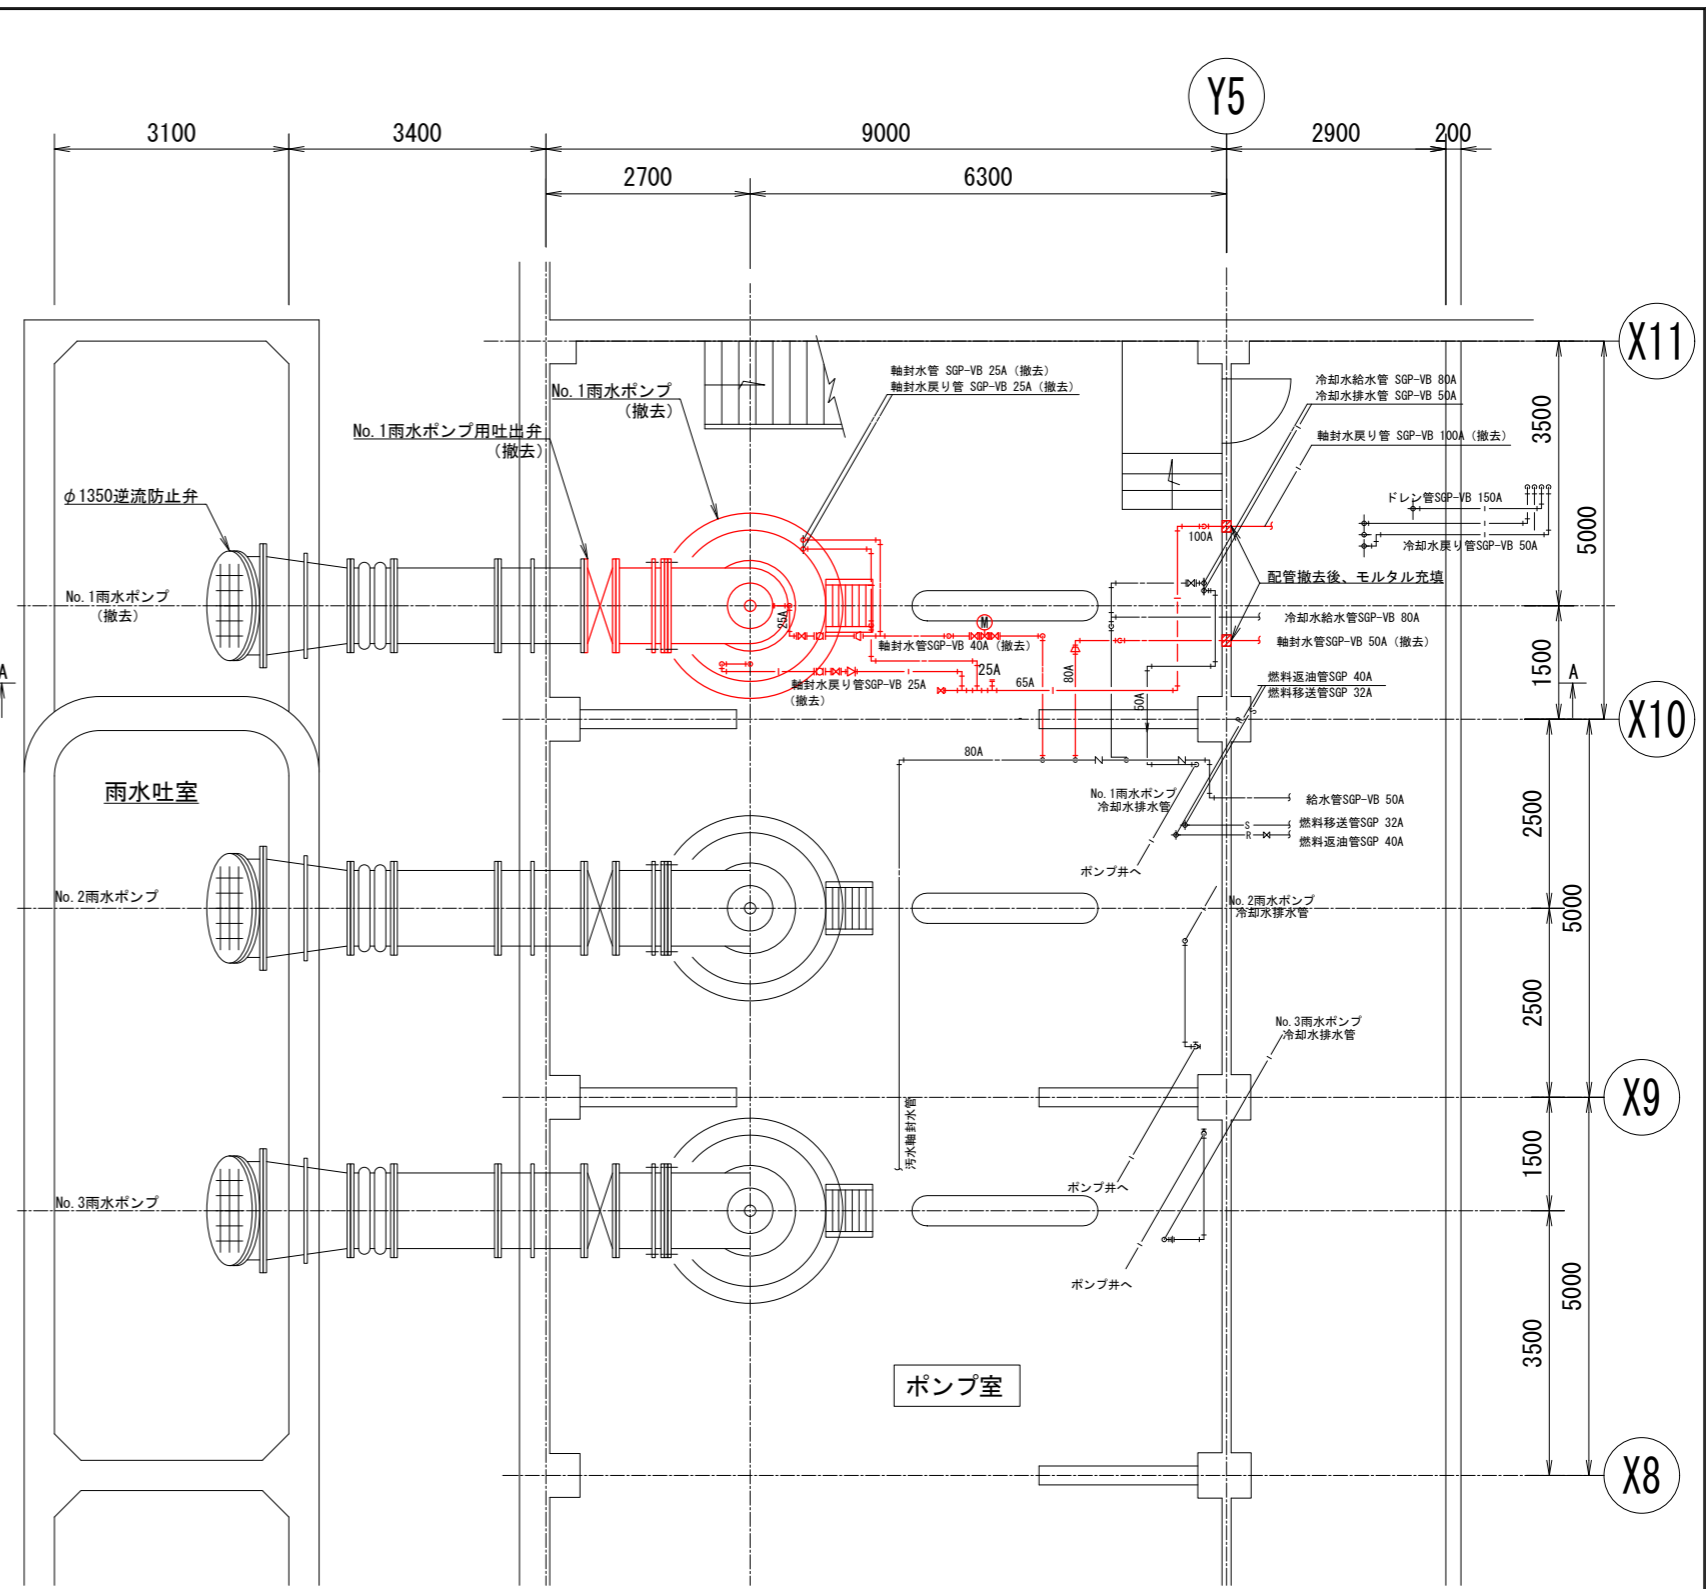 Y5
3100
3400
9000
2900
200
2700
6300
X11
軸封水管 SGP-VB 25A (撤去)
軸封水戻り管 SGP-VB 25A (撤去)
冷却水給水管 SGP-VB 80A
冷却水排水管 SGP-VB 50A
No.1雨水ポンプ
(撤去)
No.1雨水ポンプ用吐出弁
(撤去)
軸封水戻り管 SGP-VB 100A (撤去)
3500
5000
φ1350逆流防止弁
ドレン管SGP-VB 150A
100A
冷却水戻り管SGP-VB 50A
配管撤去後、モルタル充填
No.1雨水ポンプ
(撤去)
25A
M
冷却水給水管SGP-VB 80A
軸封水管SGP-VB 40A (撤去)
軸封水管SGP-VB 50A (撤去)
1500
A
A
80A
25A
65A
軸封水戻り管SGP-VB 25A
(撤去)
50A
燃料返油管SGP 40A
燃料移送管SGP 32A
R
S
X10
80A
雨水吐室
No.1雨水ポンプ
冷却水排水管
給水管SGP-VB 50A
S
燃料移送管SGP 32A
R
燃料返油管SGP 40A
2500
ポンプ井へ
No.2雨水ポンプ
No.2雨水ポンプ
冷却水排水管
5000
2500
No.3雨水ポンプ
冷却水排水管
X9
汚水軸封水管
1500
ポンプ井へ
No.3雨水ポンプ
ポンプ井へ
5000
3500
ポンプ室
X8